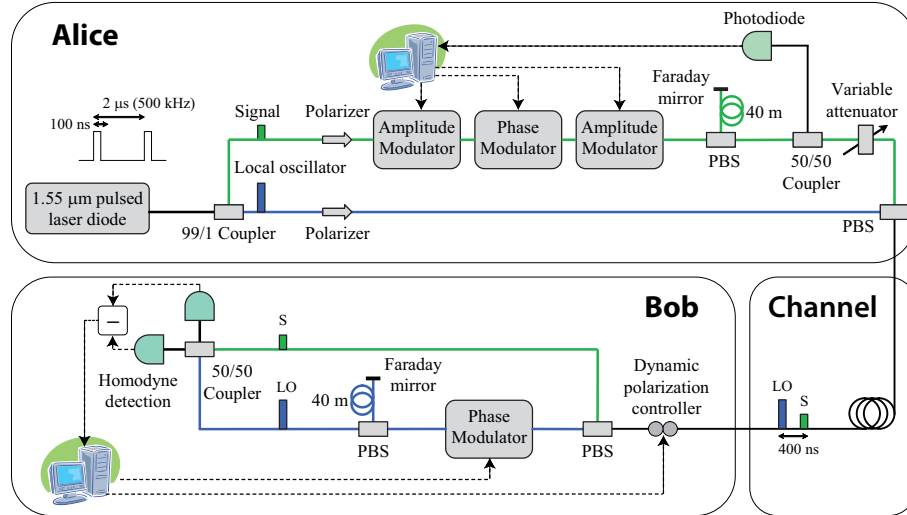 Alice
Photodiode
2 µs (500 kHz)
100 ns
Signal
Polarizer
Faraday
mirror
40 m
Variable
attenuator
Amplitude
Modulator
Phase
Modulator
Amplitude
Modulator
PBS
50/50
Coupler
Local oscillator
1.55 µm pulsed
laser diode
99/1 Coupler
Polarizer
PBS
Bob
Channel
–
S
Homodyne
detection
50/50
Coupler
LO
40 m
Faraday
mirror
Dynamic
polarization
controller
Phase
Modulator
PBS
PBS
LO
S
400 ns